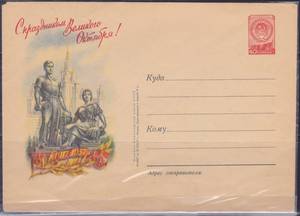 С праздником Великого
Октября!
Куда
Кому
Адрес отправителя: